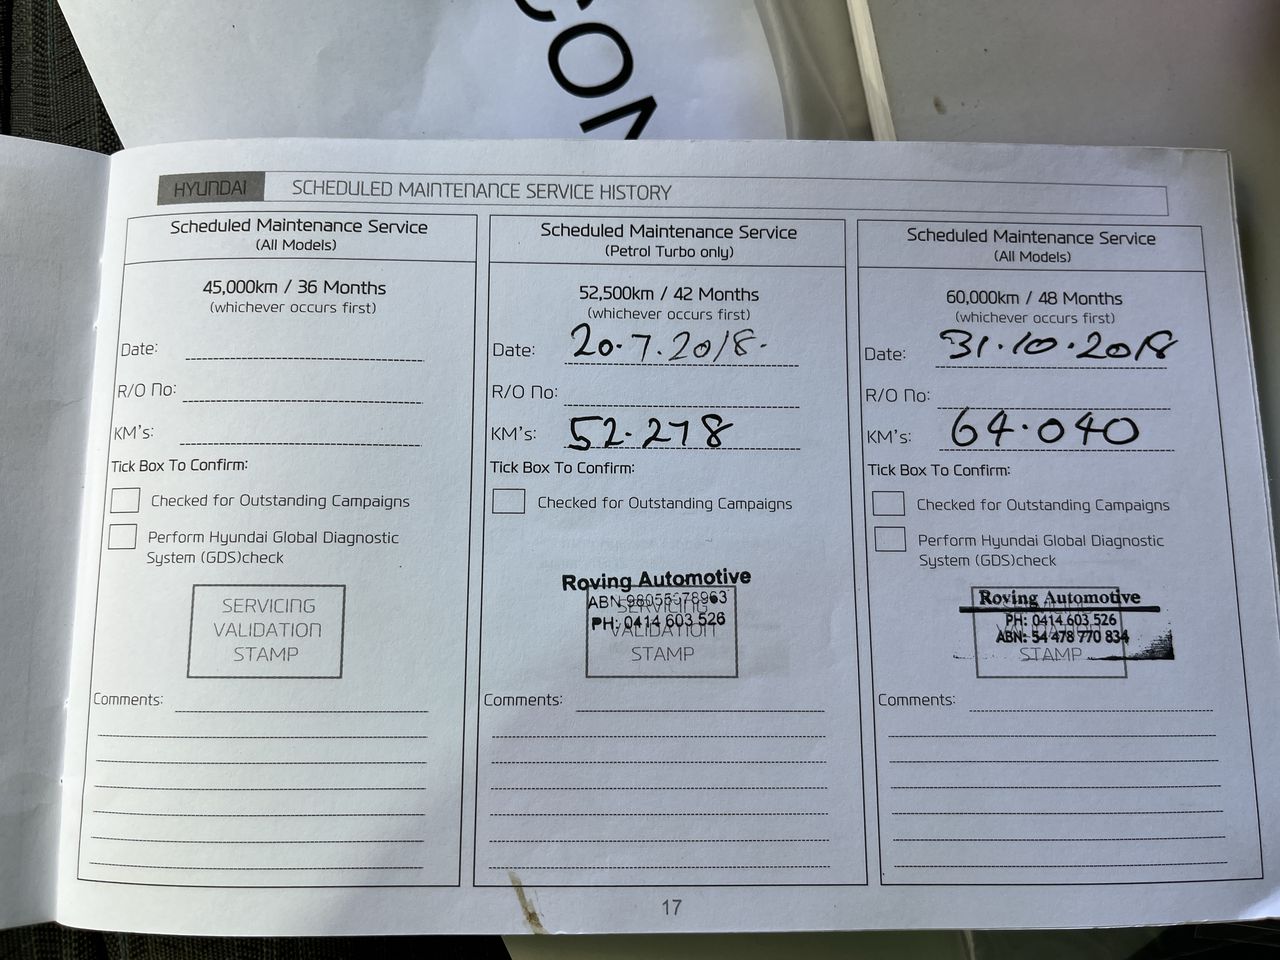 CON
HYUNDAI SCHEDULED MAINTENANCE SERVICE HISTORY
Scheduled Maintenance Service
(All Models)
45,000km / 36 Months
(whichever occurs first)
Date:
R/O No:
KM's:
Tick Box To Confirm:
Checked for Outstanding Campaigns
Perform Hyundai Global Diagnostic
System (GDS)check
SERVICING
VALIDATION
STAMP
Comments:
Scheduled Maintenance Service
(Petrol Turbo only)
52,500km / 42 Months
(whichever occurs first)
Date: 20.7.2018.
R/O No:
KM's: 52.278
Tick Box To Confirm:
Checked for Outstanding Campaigns
Roving Automotive
ABN
SERVICING
PH: 0414 603 526
VALIDATION
STAMP
Comments:
Scheduled Maintenance Service
(All Models)
60,000km / 48 Months
(whichever occurs first)
Date: 31.10.2018
R/O No:
KM's: 64.040
Tick Box To Confirm:
Checked for Outstanding Campaigns
Perform Hyundai Global Diagnostic
System (GDS)check
Roving Automotive
SERVICING
PH: 0414 603 526
VALIDATION
ABN: 54 478 770 834
STAMP
Comments:
17